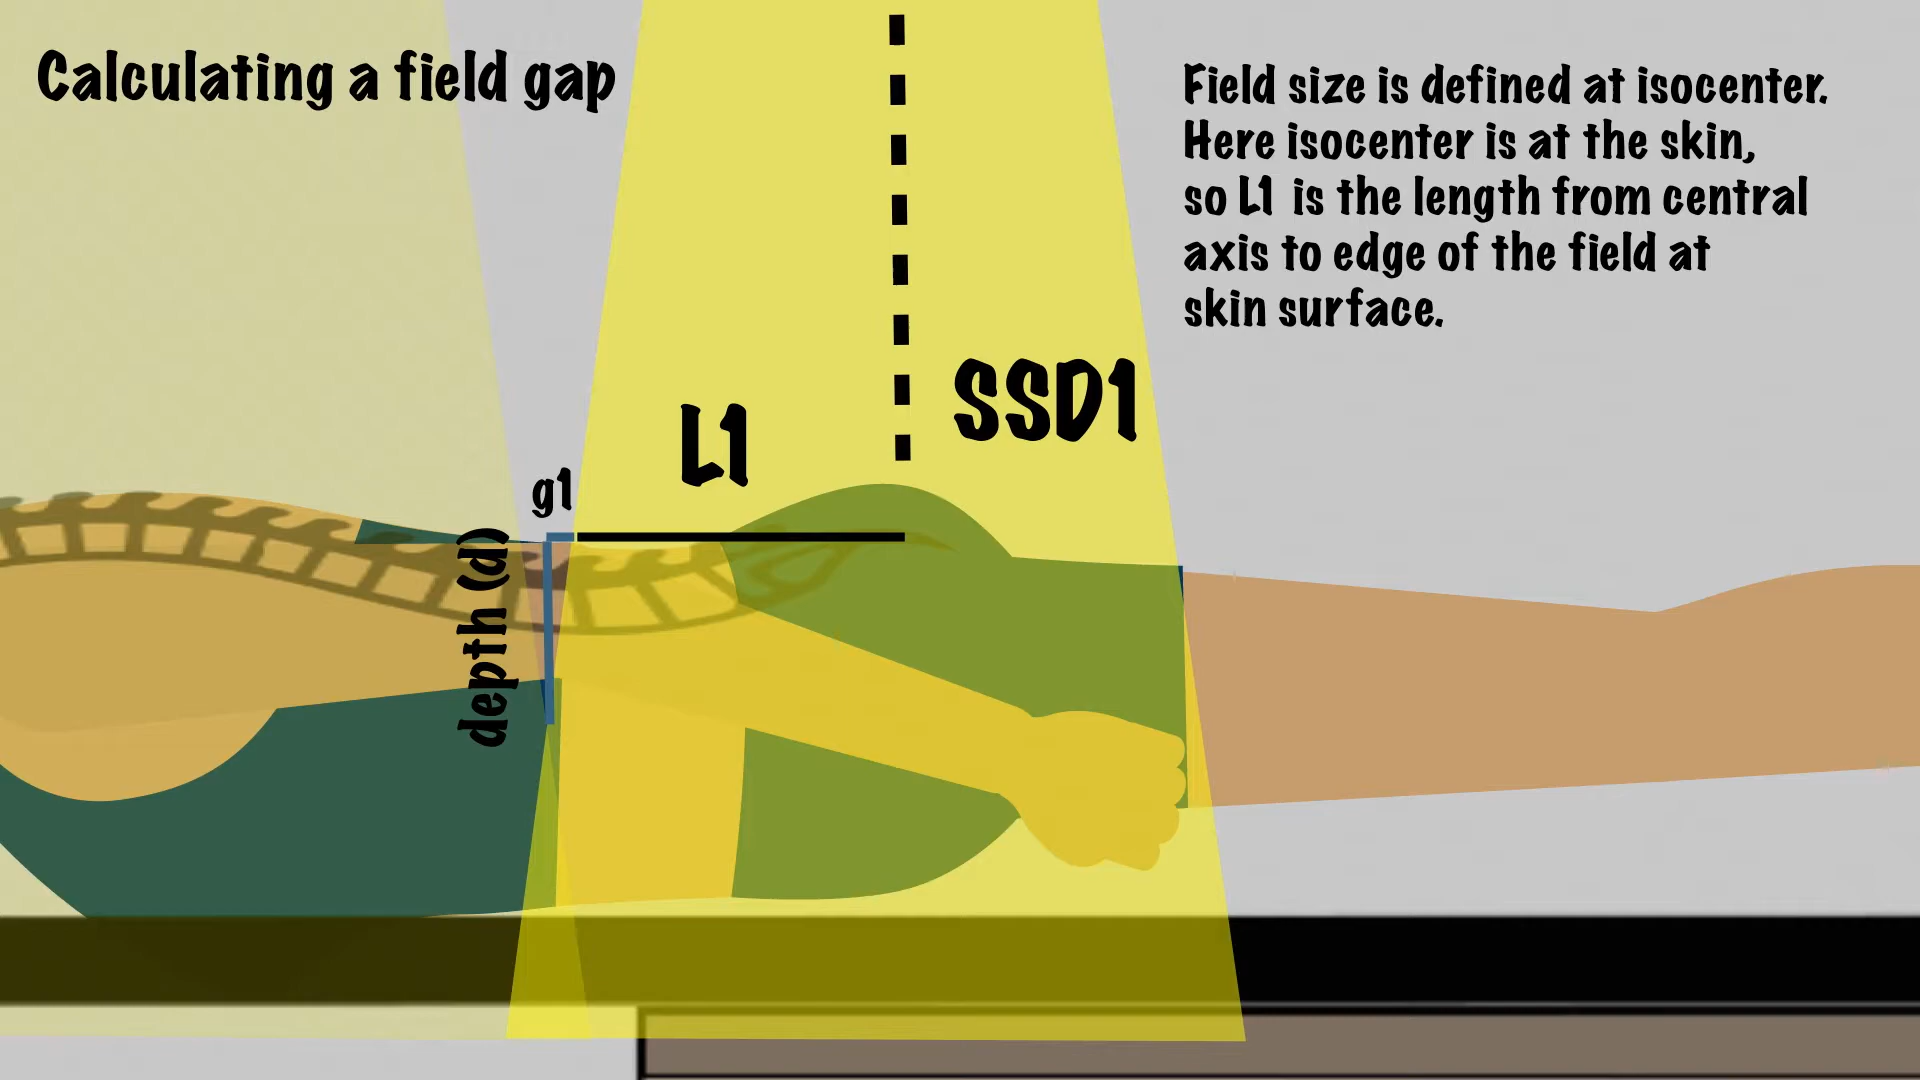 Calculating a field gap
Field size is defined at isocenter.
Here isocenter is at the skin,
so L1 is the length from central
axis to edge of the field at
skin surface.
SSD1
L1
g1
depth (d)